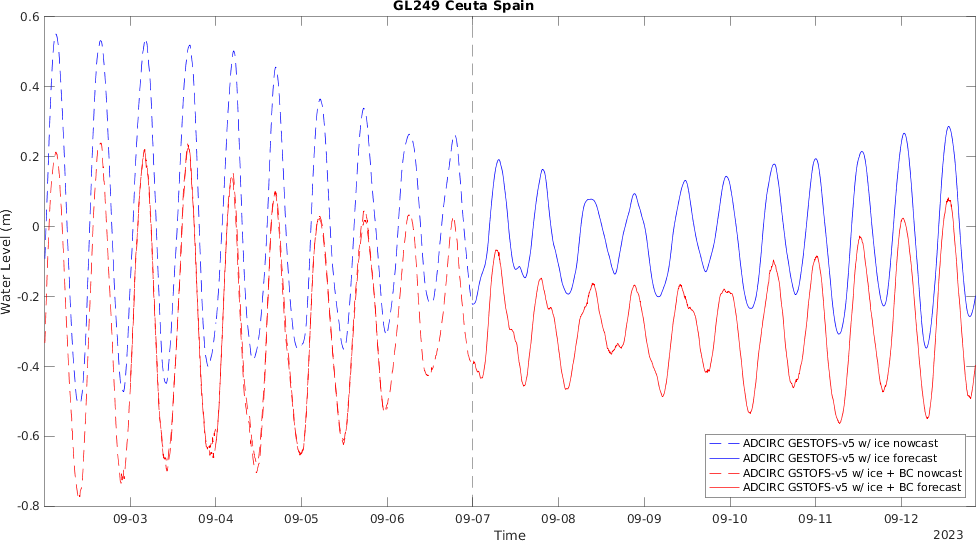 GL249 Ceuta Spain
0.6
0.4
0.2
0
-0.2
-0.4
-0.6
-0.8
Water Level (m)
ADCIRC GESTOFS-v5 w/ ice nowcast
ADCIRC GESTOFS-v5 w/ ice forecast
ADCIRC GSTOFS-v5 w/ ice + BC nowcast
ADCIRC GSTOFS-v5 w/ ice + BC forecast
09-03 09-04 09-05 09-06 09-07 09-08 09-09 09-10 09-11 09-12
Time
2023